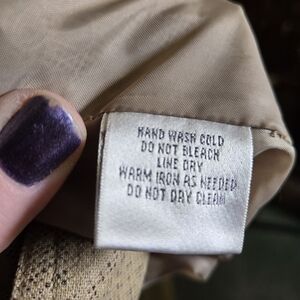 HAND WASH COLD
DO NOT BLEACH
LINE DRY
WARM IRON AS NEEDED
DO NOT DRY CLEAN